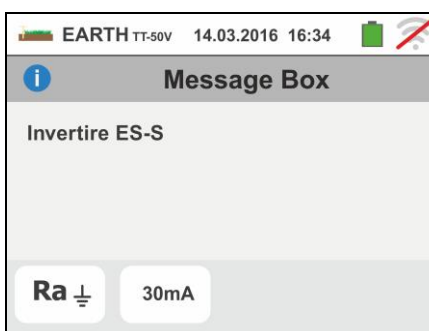 EARTH TT-50V 14.03.2016 16:34
i Message Box
Invertire ES-S
Ra 30mA